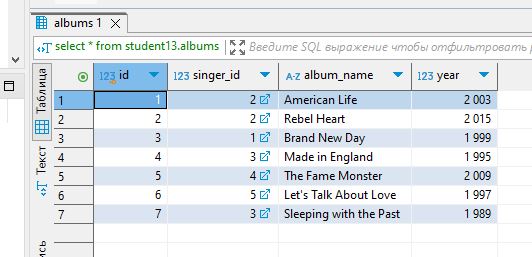 albums 1
select * from student13.albums Введите SQL выражение чтобы отфильтровать
Таблица
Текст
123 id 123 singer_id A-Z album_name 123 year
1 1 2 American Life 2 003
2 2 2 Rebel Heart 2 015
3 3 1 Brand New Day 1 999
4 4 3 Made in England 1 995
5 5 4 The Fame Monster 2 009
6 6 5 Let's Talk About Love 1 997
7 7 3 Sleeping with the Past 1 989